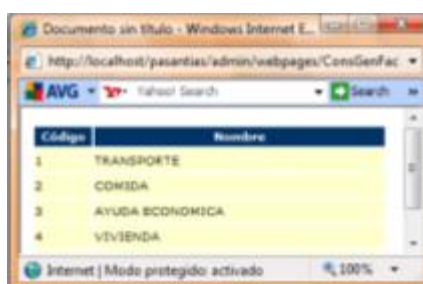 Documento sin título - Windows Internet E...
http://localhost/pasantias/admin/webpages/ConsGenFac
AVG Yahoo! Search Search
Código Nombre
1 TRANSPORTE
2 COMIDA
3 AYUDA ECONOMICA
4 VIVIENDA
Internet | Modo protegido: activado 100%